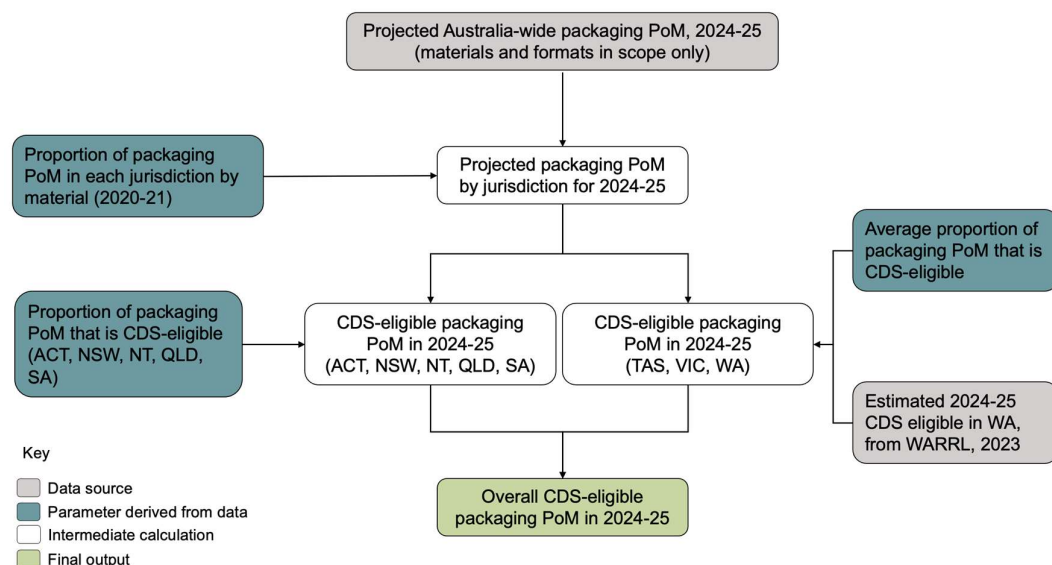 Projected Australia-wide packaging PoM, 2024-25
(materials and formats in scope only)
Proportion of packaging
PoM in each jurisdiction by
material (2020-21)
Projected packaging PoM
by jurisdiction for 2024-25
Average proportion of
packaging PoM that is
CDS-eligible
Proportion of packaging
PoM that is CDS-eligible
(ACT, NSW, NT, QLD,
SA)
CDS-eligible packaging
PoM in 2024-25
(ACT, NSW, NT, QLD, SA)
CDS-eligible packaging
PoM in 2024-25
(TAS, VIC, WA)
Estimated 2024-25
CDS eligible in WA,
from WARRL, 2023
Overall CDS-eligible
packaging PoM in 2024-25
Key
Data source
Parameter derived from data
Intermediate calculation
Final output